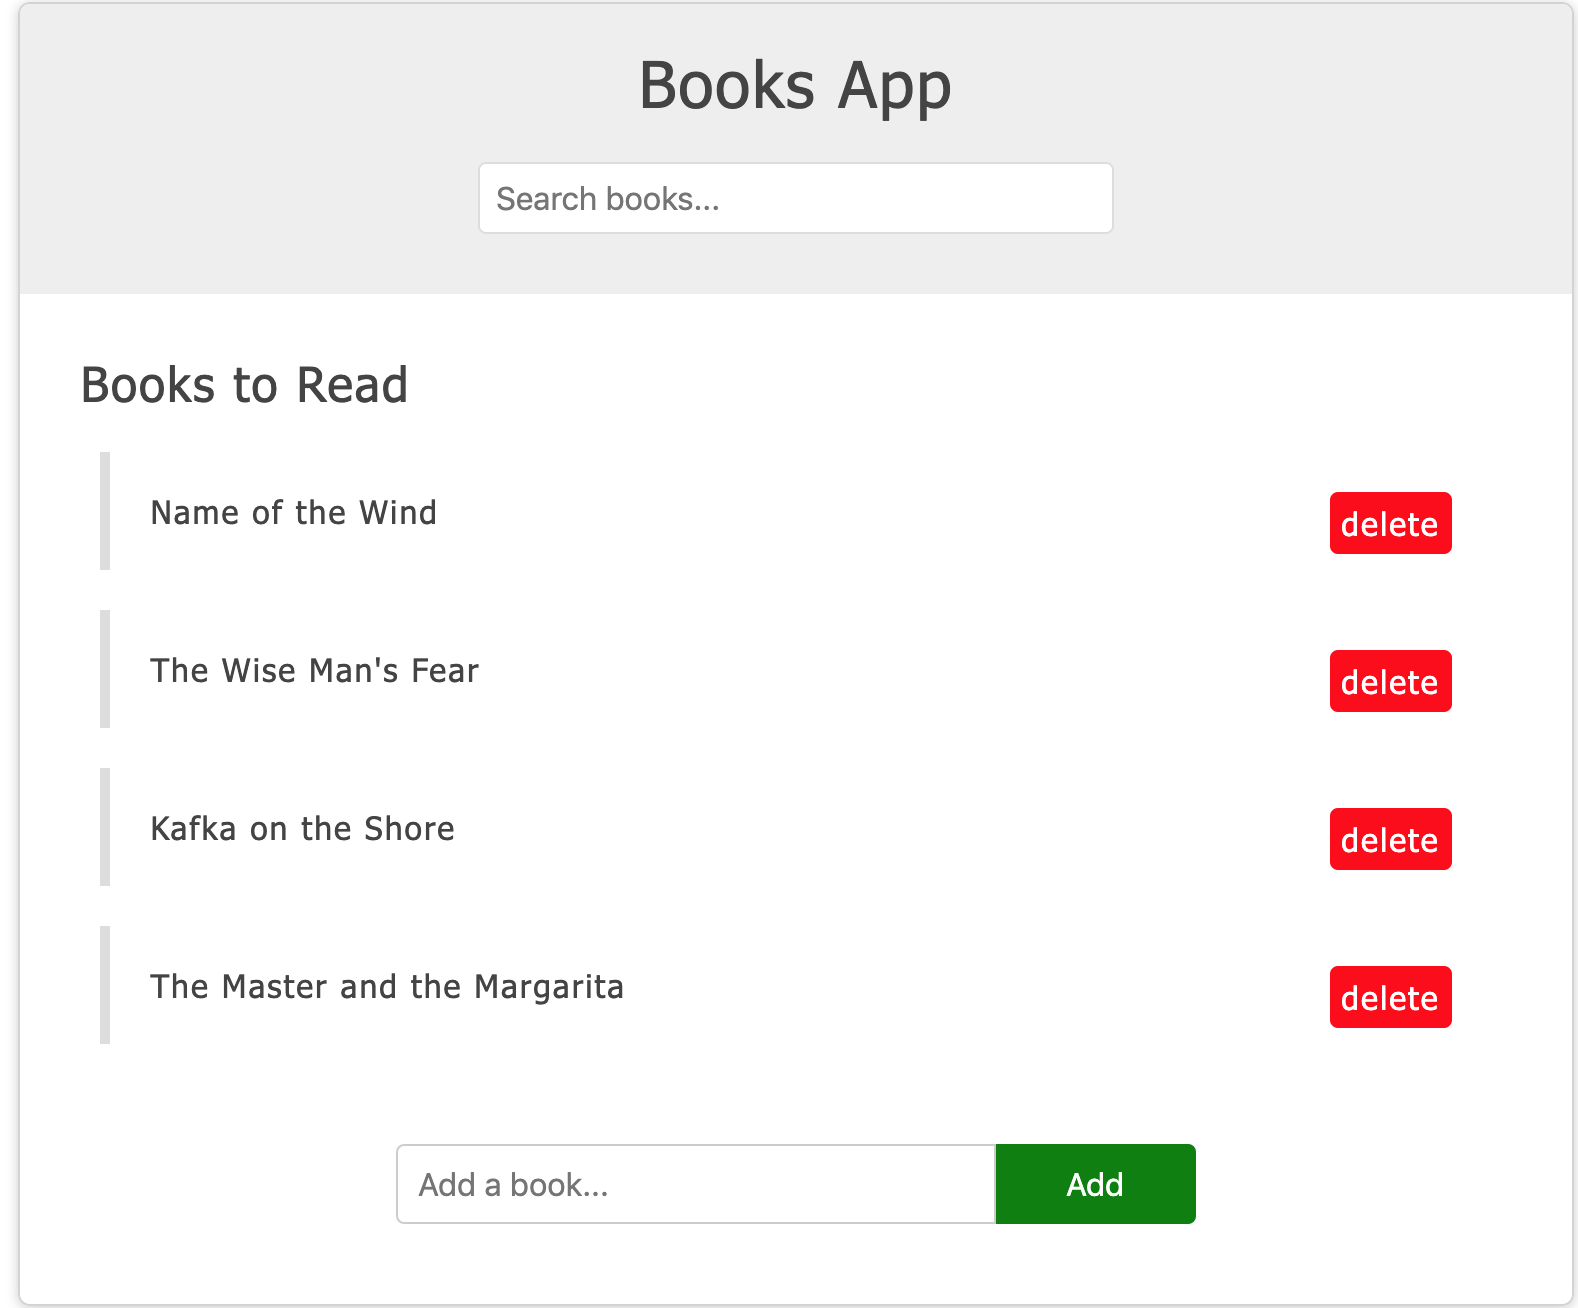 Books App
Search books...
Books to Read
Name of the Wind
delete
The Wise Man's Fear
delete
Kafka on the Shore
delete
The Master and the Margarita
delete
Add a book...
Add